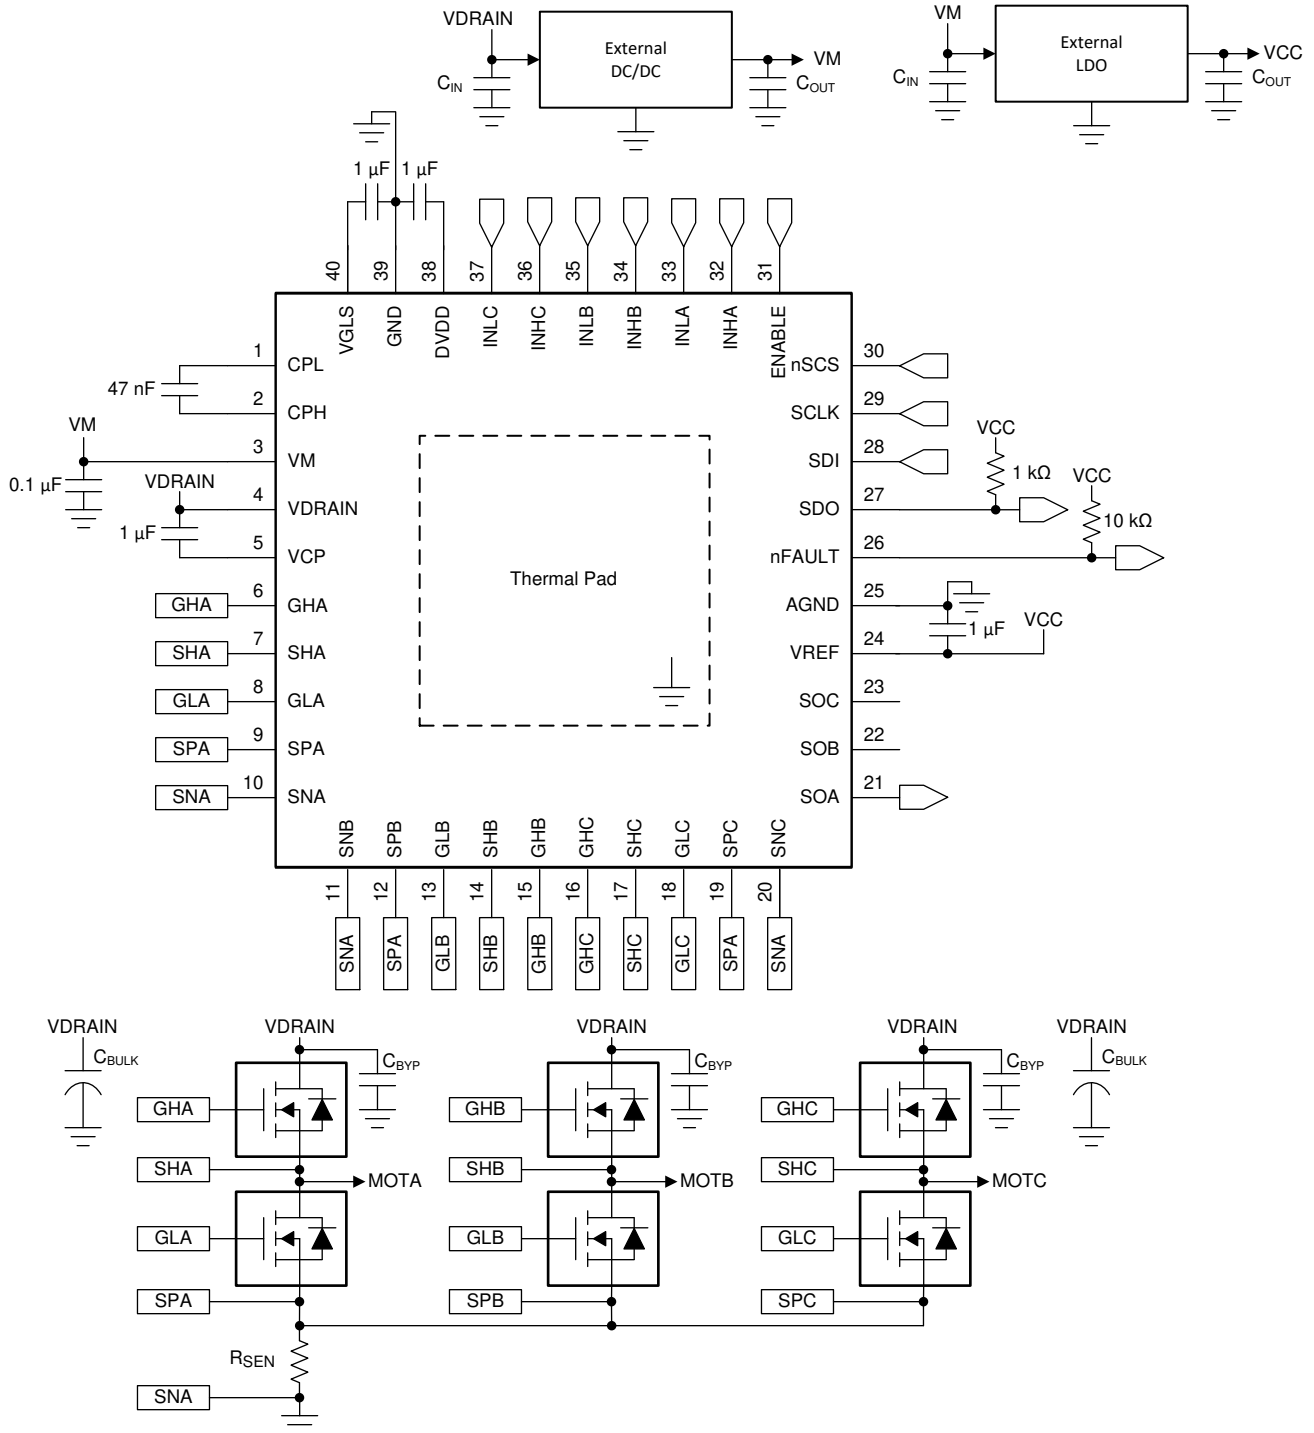 VDRAIN
External
DC/DC
VM
CIN
COUT
VM
External
LDO
VCC
CIN
COUT
1 µF
1 µF
40
39
38
37
36
35
34
33
32
31
VGLS
GND
DVDD
INLC
INHC
INLB
INHB
INLA
INHA
ENABLE
1
CPL
47 nF
2
CPH
VM
3
VM
0.1 µF
VDRAIN
4
VDRAIN
1 µF
5
VCP
GHA
6
GHA
SHA
7
SHA
GLA
8
GLA
SPA
9
SPA
SNA
10
SNA
Thermal Pad
nSCS
30
SCLK
29
SDI
28
VCC
1 kΩ
SDO
27
VCC
10 kΩ
nFAULT
26
AGND
25
1 µF
VCC
VREF
24
SOC
23
SOB
22
SOA
21
SNB
SPB
GLB
SHB
GHB
GHC
SHC
GLC
SPC
SNC
11
12
13
14
15
16
17
18
19
20
SNA
SPA
GLB
SHB
GHB
GHC
SHC
GLC
SPA
SNA
VDRAIN
CBULK
VDRAIN
CBYP
GHA
SHA
MOTA
GLA
SPA
RSEN
SNA
VDRAIN
CBYP
GHB
SHB
MOTB
GLB
SPB
VDRAIN
CBYP
GHC
SHC
MOTC
GLC
SPC
VDRAIN
CBULK